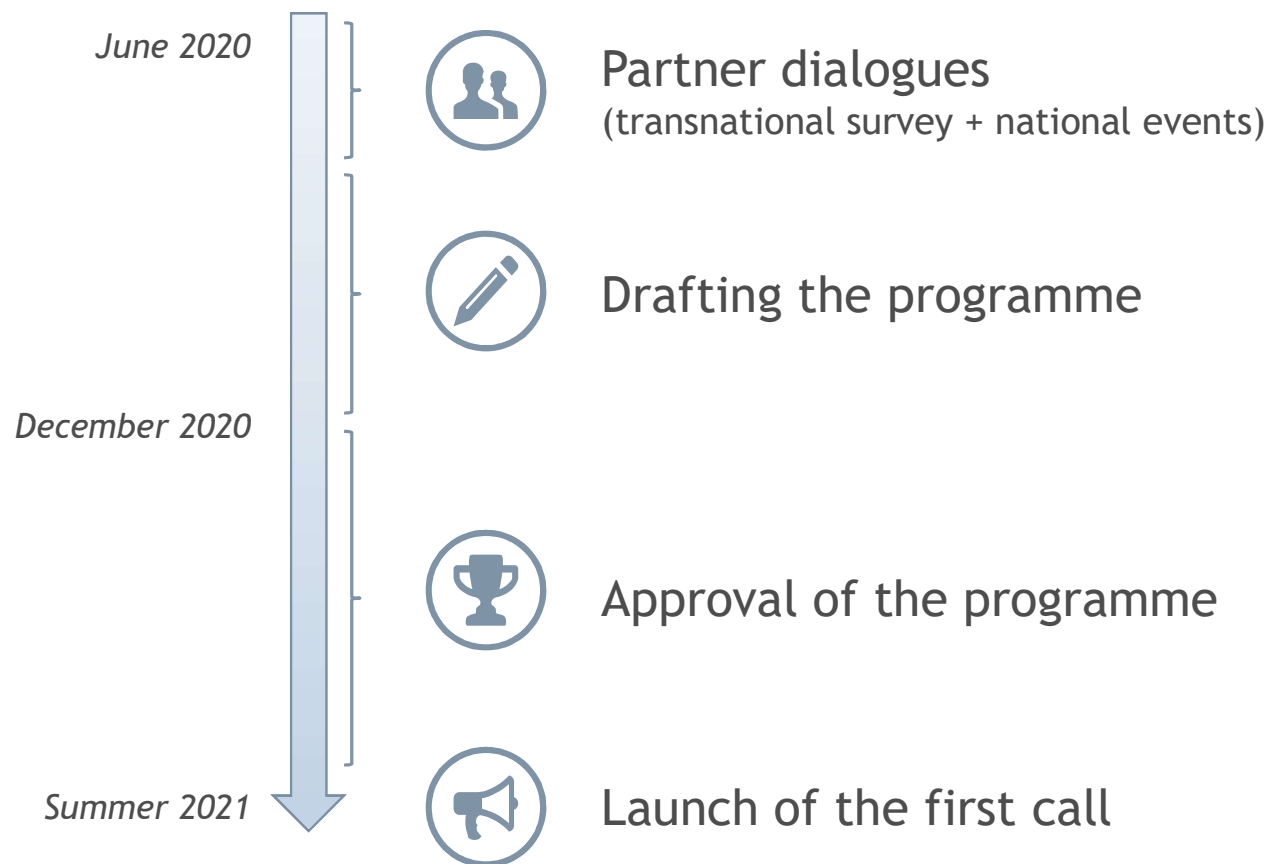 June 2020
Partner dialogues
(transnational survey + national events)
Drafting the programme
December 2020
Approval of the programme
Summer 2021
Launch of the first call